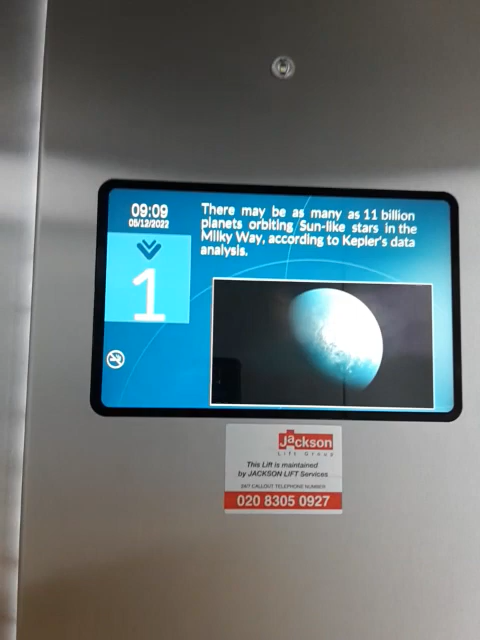 09:09
05/12/2022
1
There may be as many as 11 billion
planets orbiting Sun-like stars in the
Milky Way, according to Kepler's data
analysis.
Jackson
Lift Group
This Lift is maintained
by JACKSON LIFT Services
24/7 CALLOUT TELEPHONE NUMBER
020 8305 0927